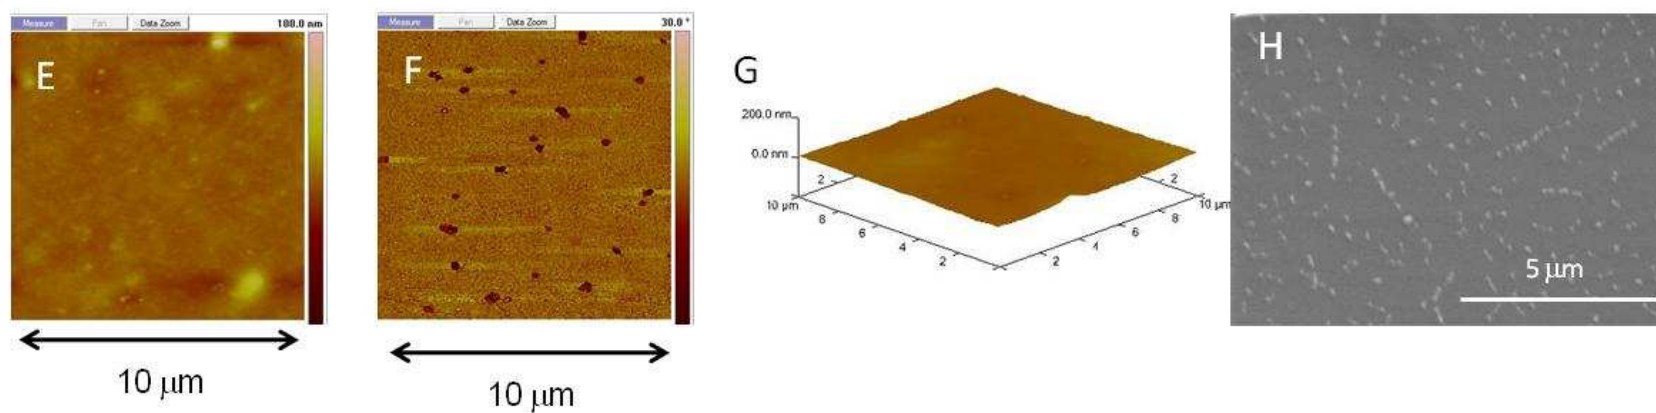 Measure Pan Data Zoom 100.0 nm
E
10 μm
Measure Pan Data Zoom 30.0 °
F
10 μm
G
200.0 nm
0.0 nm
2
10 μm
8
6
4
2
2
10 μm
8
6
4
2
H
5 μm